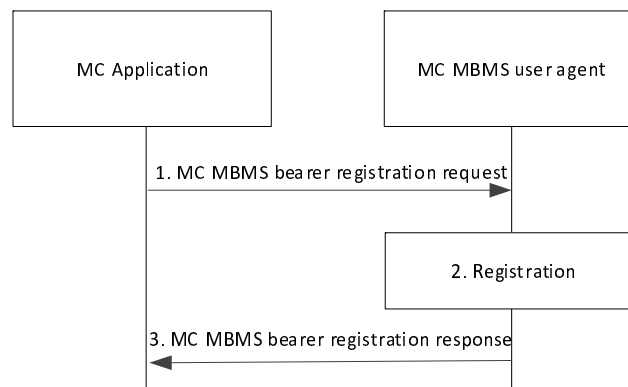 MC Application
MC MBMS user agent
1. MC MBMS bearer registration request
2. Registration
3. MC MBMS bearer registration response